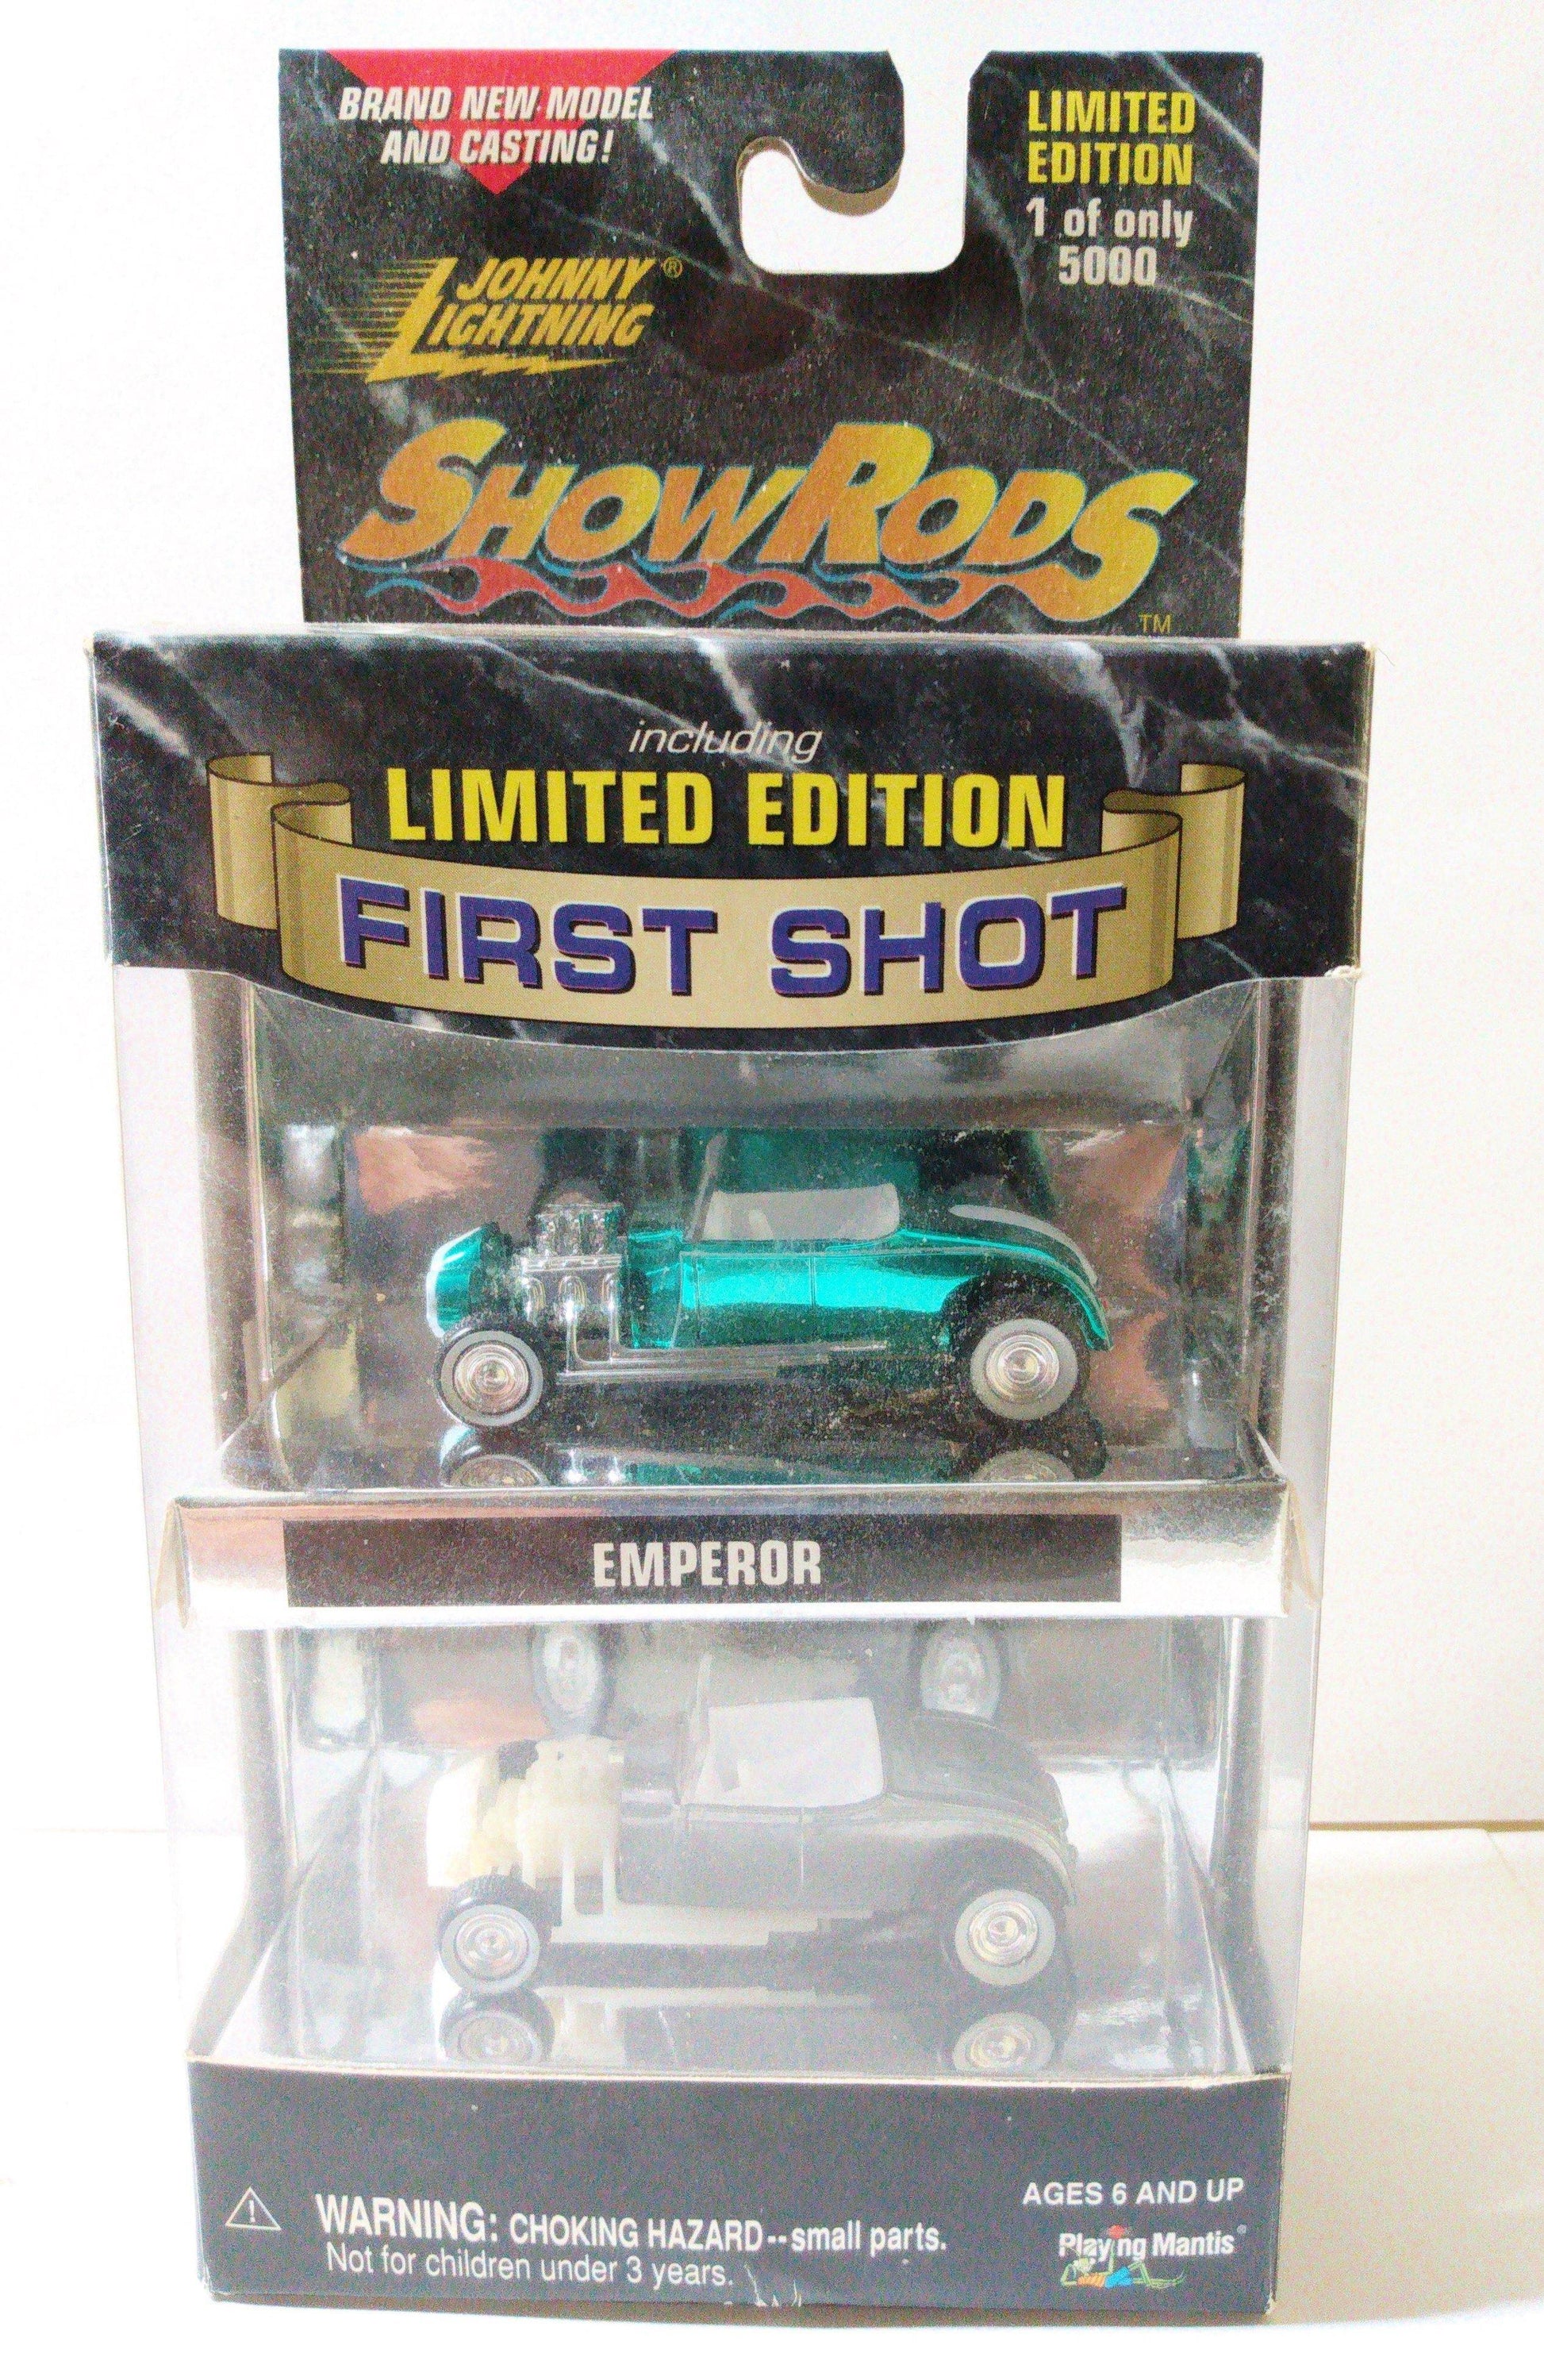 BRAND NEW MODEL
AND CASTING!
LIMITED
EDITION
1 of only
5000
JOHNNY
LIGHTNING®
SHOWRODS
TM
including
LIMITED EDITION
FIRST SHOT
EMPEROR
WARNING: CHOKING HAZARD--small parts.
Not for children under 3 years.
AGES 6 AND UP
Playing Mantis®